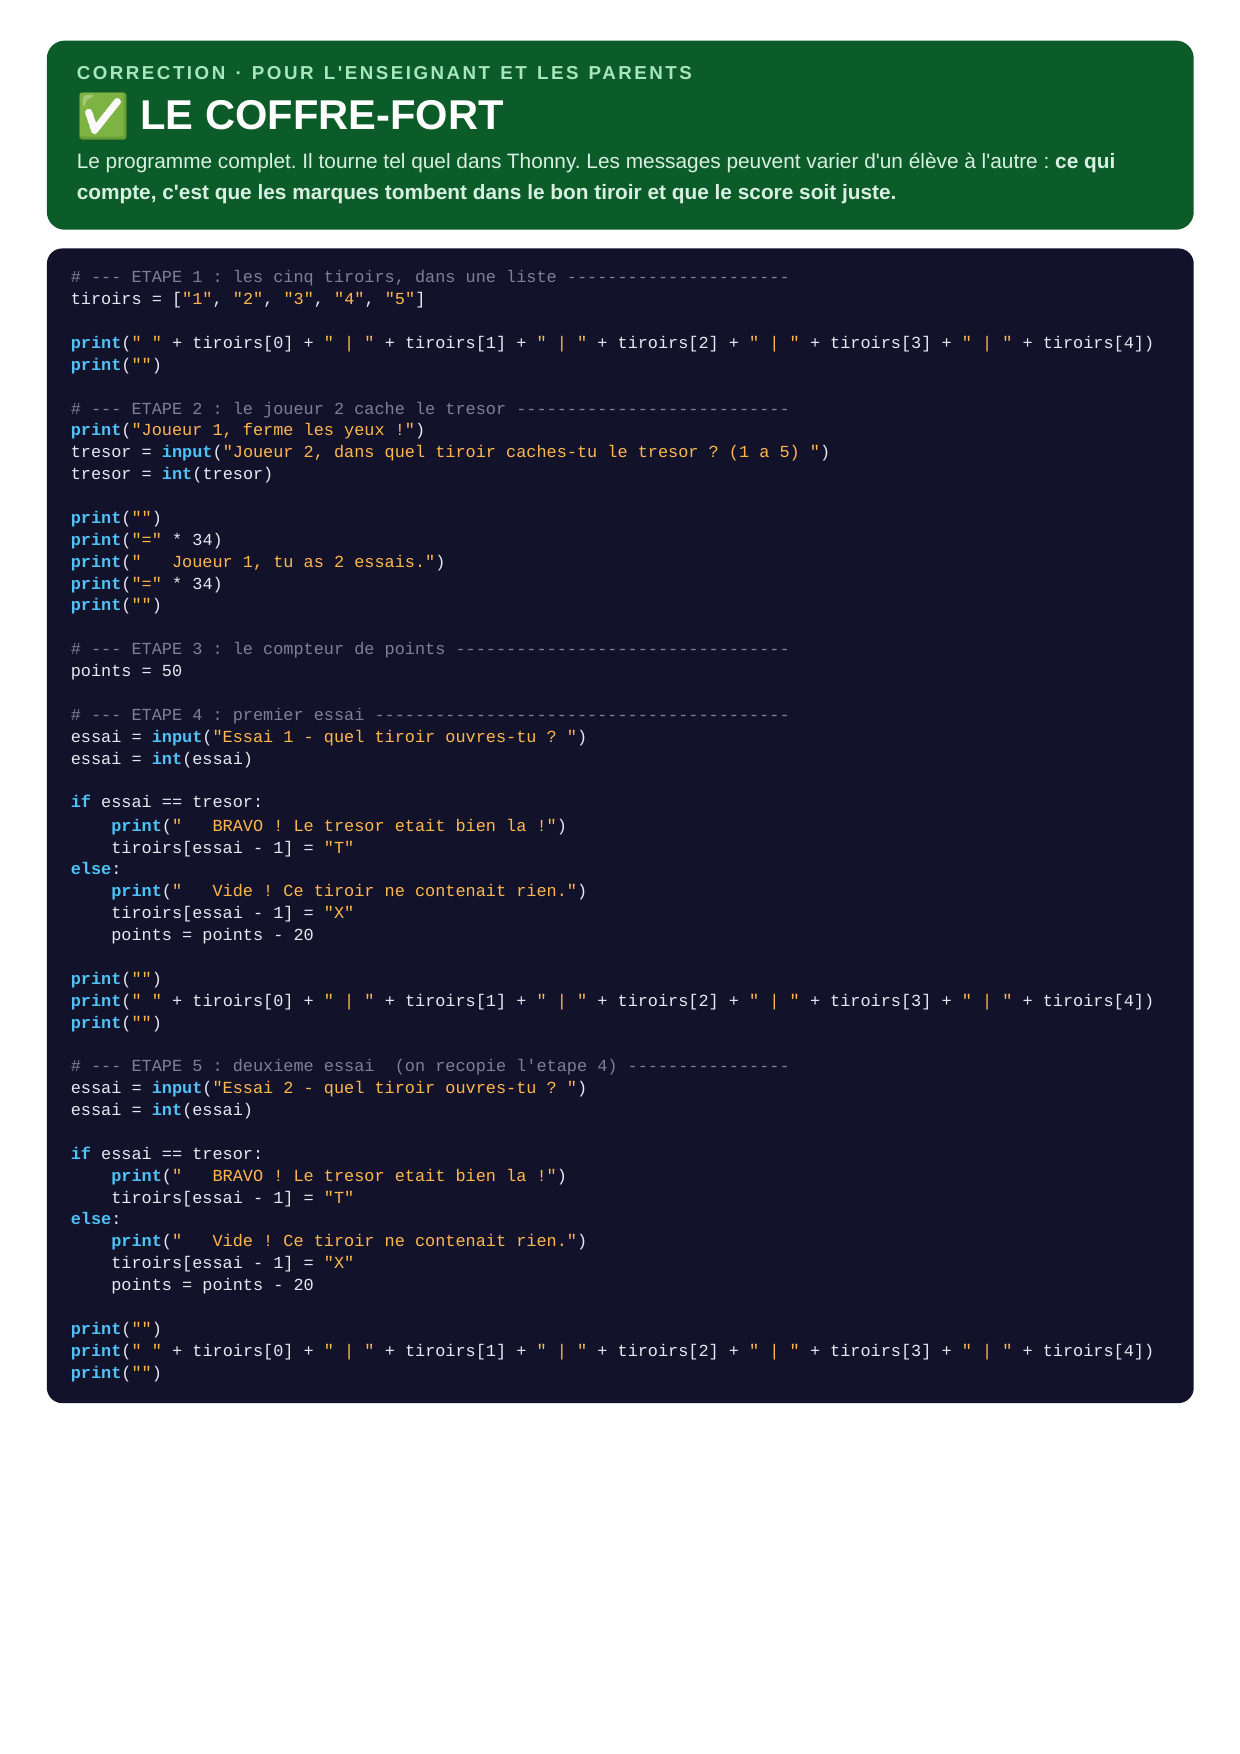 CORRECTION · POUR L'ENSEIGNANT ET LES PARENTS
✅ LE COFFRE-FORT
Le programme complet. Il tourne tel quel dans Thonny. Les messages peuvent varier d'un élève à l'autre : ce qui
compte, c'est que les marques tombent dans le bon tiroir et que le score soit juste.
# --- ETAPE 1 : les cinq tiroirs, dans une liste ----------------------
tiroirs = ["1", "2", "3", "4", "5"]

print(" " + tiroirs[0] + " | " + tiroirs[1] + " | " + tiroirs[2] + " | " + tiroirs[3] + " | " + tiroirs[4])
print("")

# --- ETAPE 2 : le joueur 2 cache le tresor ---------------------------
print("Joueur 1, ferme les yeux !")
tresor = input("Joueur 2, dans quel tiroir caches-tu le tresor ? (1 a 5) ")
tresor = int(tresor)

print("")
print("=" * 34)
print("   Joueur 1, tu as 2 essais.")
print("=" * 34)
print("")

# --- ETAPE 3 : le compteur de points ---------------------------------
points = 50

# --- ETAPE 4 : premier essai -----------------------------------------
essai = input("Essai 1 - quel tiroir ouvres-tu ? ")
essai = int(essai)

if essai == tresor:
    print("   BRAVO ! Le tresor etait bien la !")
    tiroirs[essai - 1] = "T"
else:
    print("   Vide ! Ce tiroir ne contenait rien.")
    tiroirs[essai - 1] = "X"
    points = points - 20

print("")
print(" " + tiroirs[0] + " | " + tiroirs[1] + " | " + tiroirs[2] + " | " + tiroirs[3] + " | " + tiroirs[4])
print("")

# --- ETAPE 5 : deuxieme essai  (on recopie l'etape 4) ----------------
essai = input("Essai 2 - quel tiroir ouvres-tu ? ")
essai = int(essai)

if essai == tresor:
    print("   BRAVO ! Le tresor etait bien la !")
    tiroirs[essai - 1] = "T"
else:
    print("   Vide ! Ce tiroir ne contenait rien.")
    tiroirs[essai - 1] = "X"
    points = points - 20

print("")
print(" " + tiroirs[0] + " | " + tiroirs[1] + " | " + tiroirs[2] + " | " + tiroirs[3] + " | " + tiroirs[4])
print("")